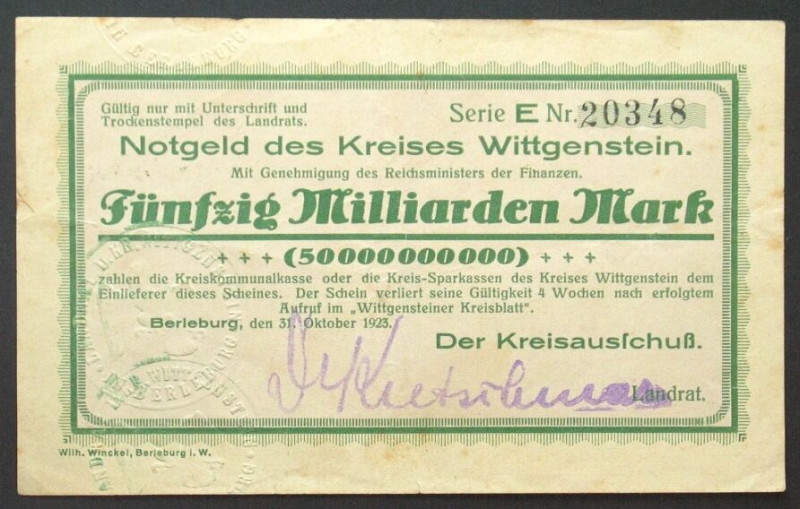 Gültig nur mit Unterschrift und
Trockenstempel des Landrats.
Serie E Nr. 20348
Notgeld des Kreises Wittgenstein.
Mit Genehmigung des Reichsministers der Finanzen.
Fünfzig Milliarden Mark
+ + + (50000000000) + + +
zahlen die Kreiskommunalkasse oder die Kreis-Sparkassen des Kreises Wittgenstein dem
Einlieferer dieses Scheines. Der Schein verliert seine Gültigkeit 4 Wochen nach erfolgtem
Aufruf im „Wittgensteiner Kreisblatt".
Berleburg, den 31. Oktober 1923.
Der Kreisausſchuß.
Landrat.
Wilh. Winckel, Berleburg i. W.